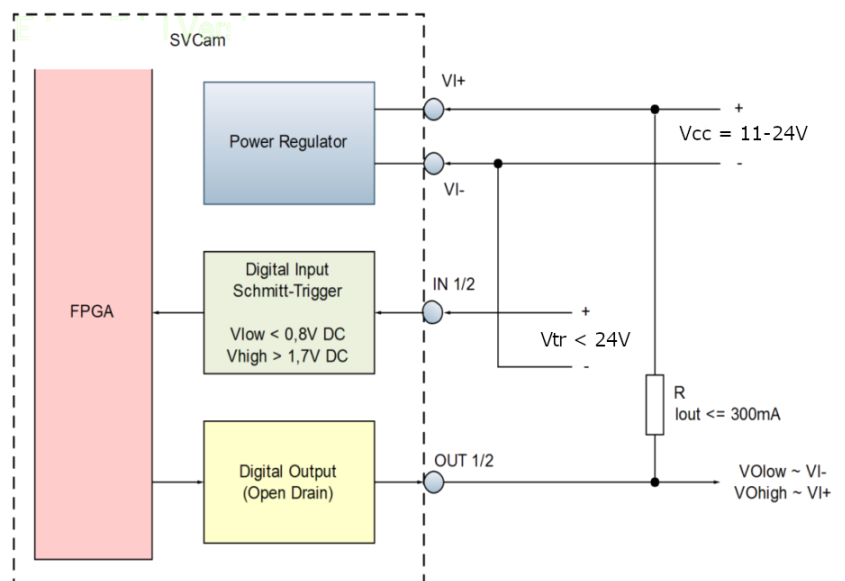 SVCam
VI+
+
Vcc = 11-24V
-
Power Regulator
VI-
Digital Input
Schmitt-Trigger
Vlow < 0,8V DC
Vhigh > 1,7V DC
IN 1/2
+
Vtr < 24V
-
FPGA
R
Iout <= 300mA
Digital Output
(Open Drain)
OUT 1/2
VOlow ~ VI-
VOhigh ~ VI+